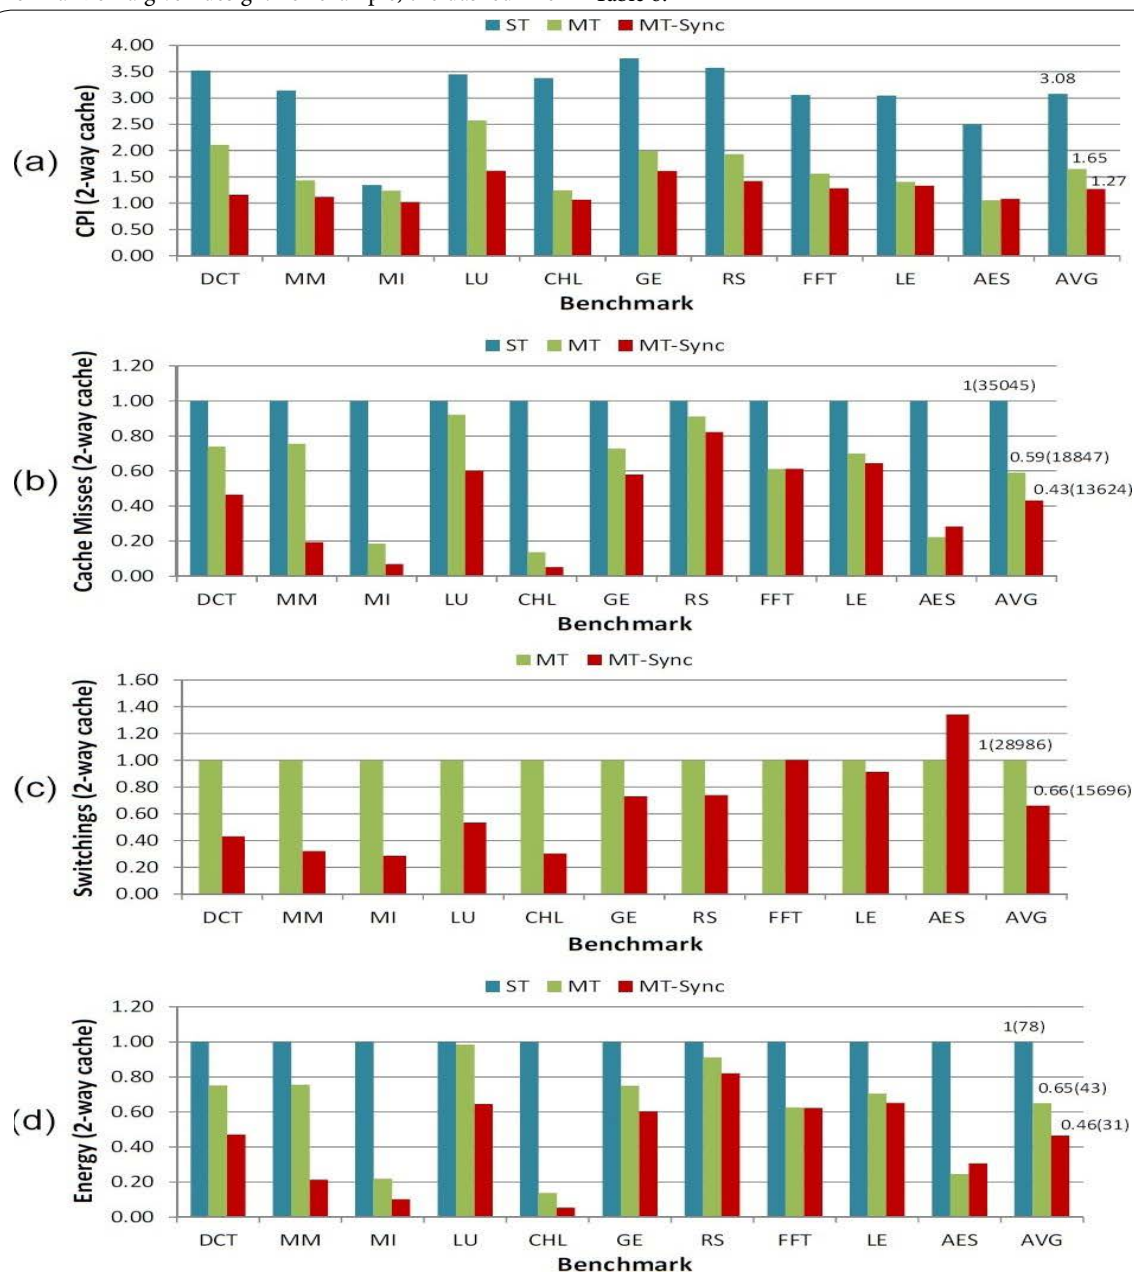 ST MT MT-Sync
4.00
3.50
3.00
2.50
2.00
1.50
1.00
0.50
0.00
CPI (2-way cache)
(a)
3.08
1.65
1.27
DCT MM MI LU CHL GE RS FFT LE AES AVG
Benchmark
ST MT MT-Sync
1.20
1.00
0.80
0.60
0.40
0.20
0.00
Cache Misses (2-way cache)
(b)
1(35045)
0.59(18847)
0.43(13624)
DCT MM MI LU CHL GE RS FFT LE AES AVG
Benchmark
MT MT-Sync
1.60
1.40
1.20
1.00
0.80
0.60
0.40
0.20
0.00
Switchings (2-way cache)
(c)
1(28986)
0.66(15696)
DCT MM MI LU CHL GE RS FFT LE AES AVG
Benchmark
ST MT MT-Sync
1.20
1.00
0.80
0.60
0.40
0.20
0.00
Energy (2-way cache)
(d)
1(78)
0.65(43)
0.46(31)
DCT MM MI LU CHL GE RS FFT LE AES AVG
Benchmark